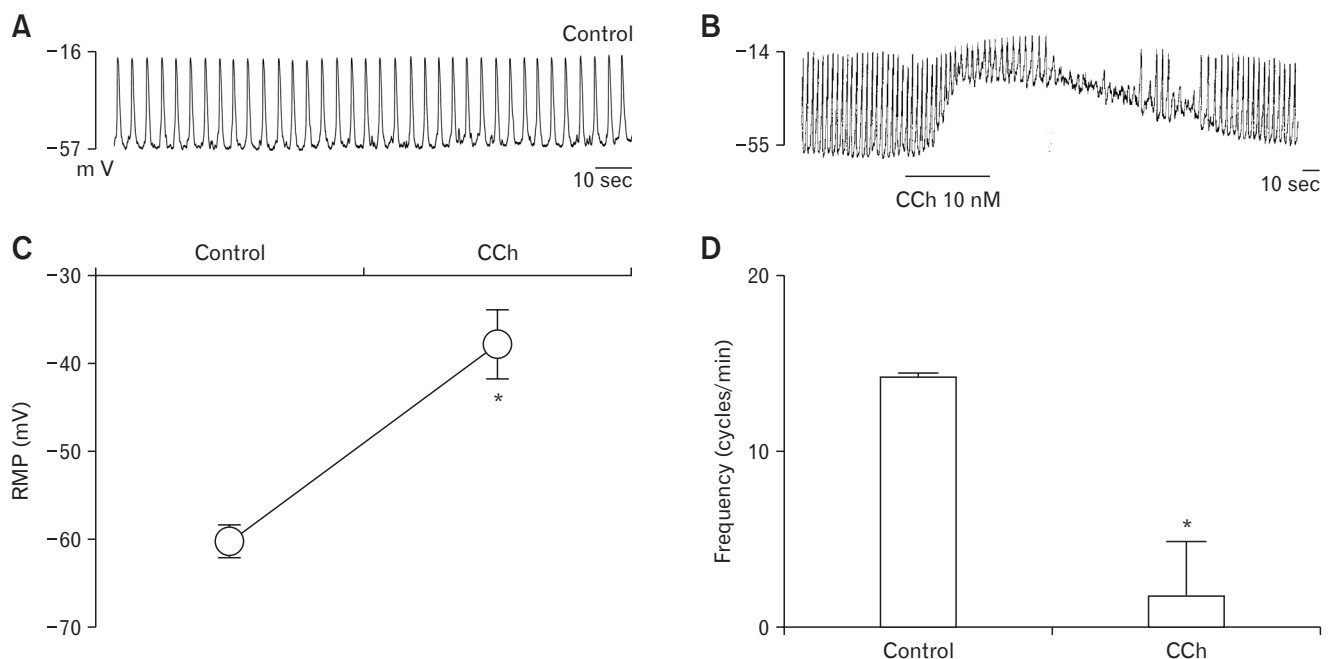 A
−16
Control
−57
m V
10 sec
B
−14
−55
CCh 10 nM
10 sec
C
Control
CCh
−30
−40
−50
−60
−70
RMP (mV)
*
D
20
10
0
Frequency (cycles/min)
*
Control
CCh